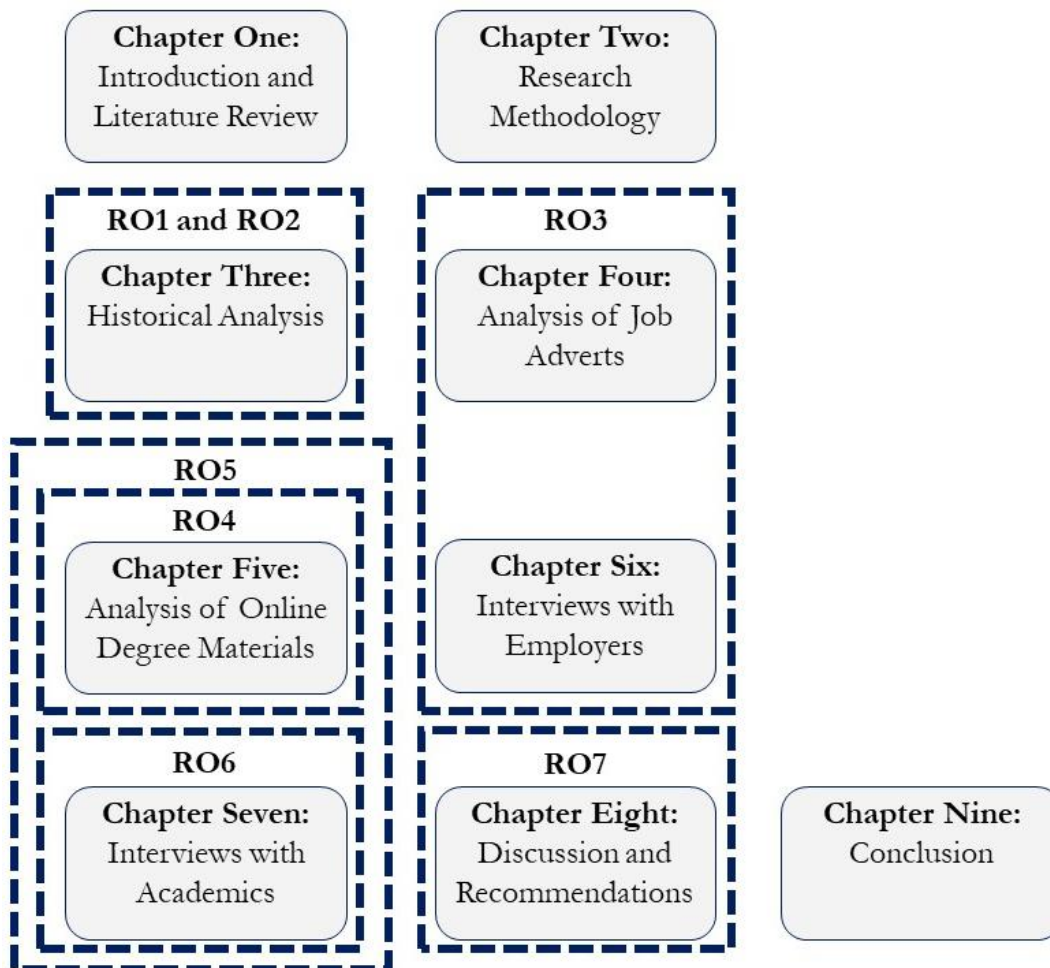 Chapter One:
Introduction and
Literature Review
Chapter Two:
Research
Methodology
RO1 and RO2
Chapter Three:
Historical Analysis
RO3
Chapter Four:
Analysis of Job
Adverts
RO5
RO4
Chapter Five:
Analysis of Online
Degree Materials
Chapter Six:
Interviews with
Employers
RO6
Chapter Seven:
Interviews with
Academics
RO7
Chapter Eight:
Discussion and
Recommendations
Chapter Nine:
Conclusion